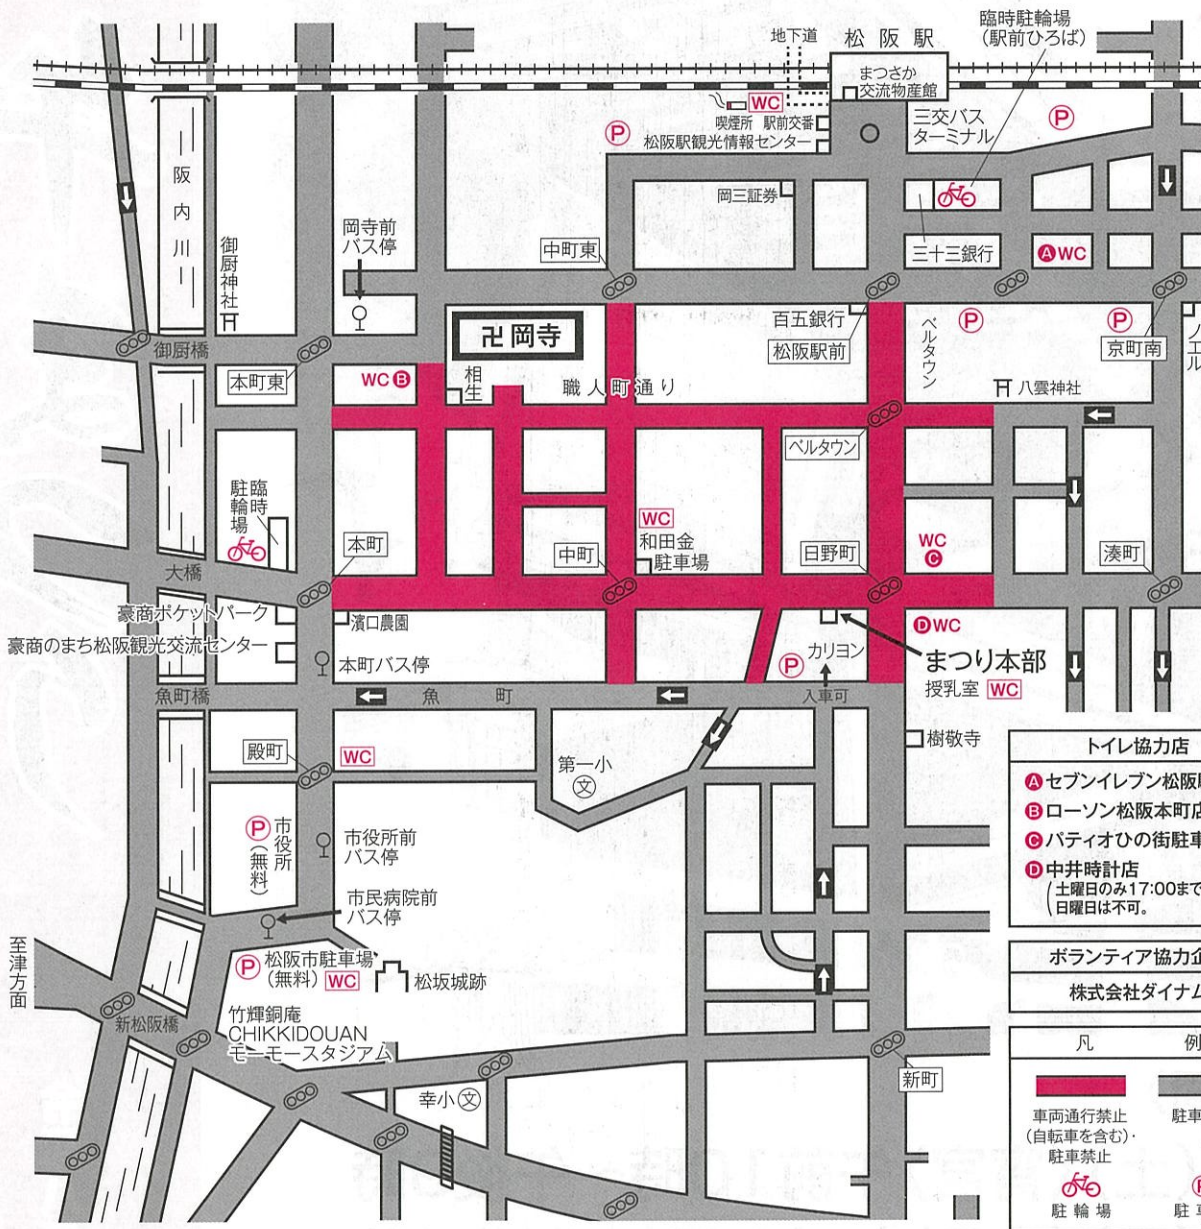 臨時駐輪場
(駅前ひろば)
地下道
松阪駅
まつさか
交流物産館
WC
喫煙所 駅前交番
松阪駅観光情報センター
三交バス
ターミナル
P
P
阪内川
御厨神社
岡寺前
バス停
岡三証券
中町東
三十三銀行
A WC
卍岡寺
百五銀行
松阪駅前
ベルタウン
P
P
京町南
ノエル
御厨橋
本町東
WC B
相生
職人町通り
八雲神社
ベルタウン
臨時
駐輪場
本町
中町
WC
和田金
駐車場
日野町
WC
C
湊町
大橋
豪商ポケットパーク
濱口農園
豪商のまち松阪観光交流センター
本町バス停
P
カリヨン
D WC
まつり本部
授乳室 WC
魚町橋
魚町
入車可
殿町
WC
第一小
文
樹敬寺
P
(無料)
市役所
市役所前
バス停
市民病院前
バス停
至津方面
P 松阪市駐車場
(無料) WC
松坂城跡
新松阪橋
竹輝銅庵
CHIKKIDOUAN
モーモースタジアム
幸小 文
新町
トイレ協力店
A セブンイレブン松阪
B ローソン松阪本町店
C パティオひの街駐車
D 中井時計店
(土曜日のみ17:00まで
日曜日は不可。
ボランティア協力企
株式会社ダイナム
凡例
車両通行禁止
(自転車を含む)・
駐車禁止
駐車
駐輪場
P
駐